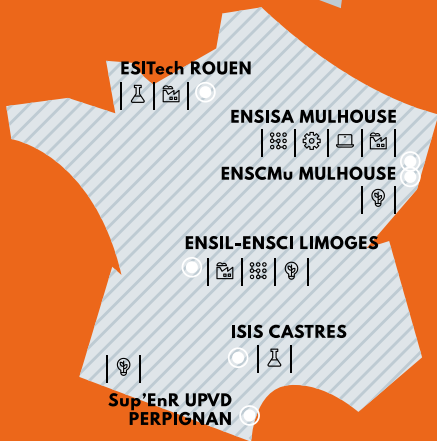 ESITech ROUEN
ENSISA MULHOUSE
ENSCMu MULHOUSE
ENSIL-ENSCI LIMOGES
ISIS CASTRES
Sup'EnR UPVD
PERPIGNAN